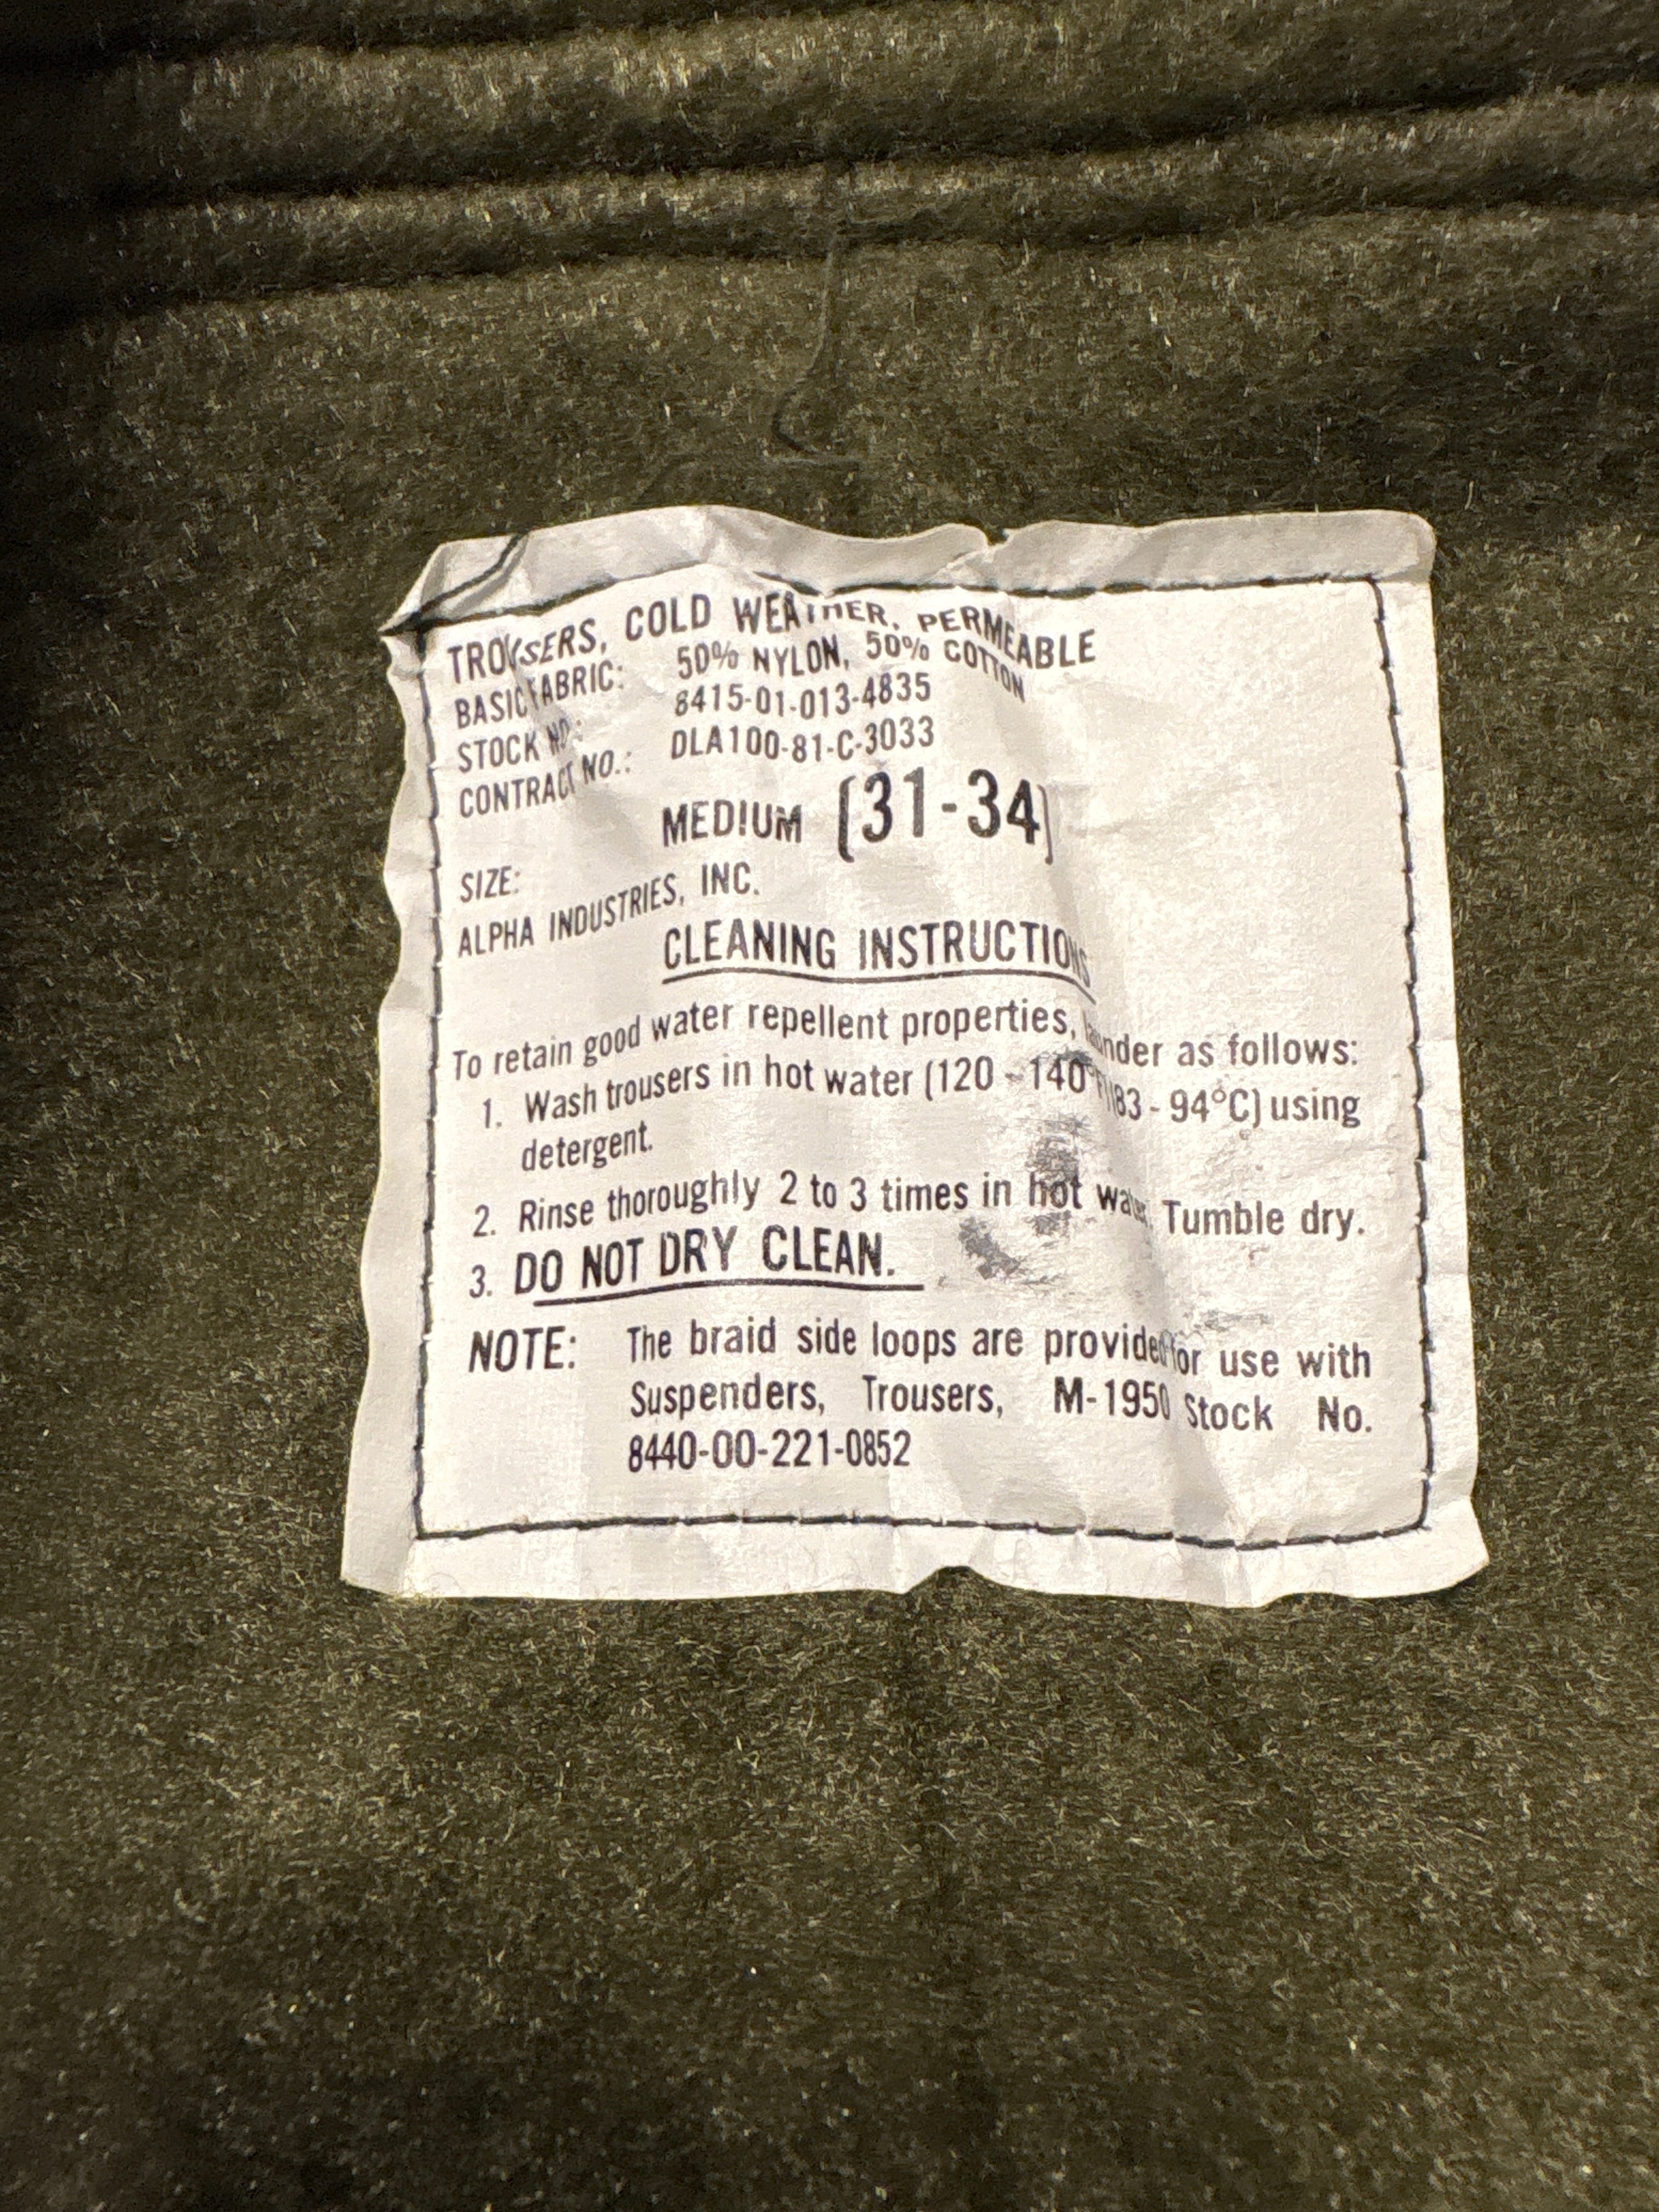 TROUSERS, COLD WEATHER, PERMEABLE
BASIC FABRIC: 50% NYLON, 50% COTTON
STOCK NO.: 8415-01-013-4835
CONTRACT NO.: DLA100-81-C-3033
MEDIUM (31-34)
SIZE:
ALPHA INDUSTRIES, INC.
CLEANING INSTRUCTIONS
To retain good water repellent properties, launder as follows:
1. Wash trousers in hot water (120 - 140°F)(83 - 94°C) using
detergent.
2. Rinse thoroughly 2 to 3 times in hot water. Tumble dry.
3. DO NOT DRY CLEAN.
NOTE: The braid side loops are provided for use with
Suspenders, Trousers, M-1950 Stock No.
8440-00-221-0852